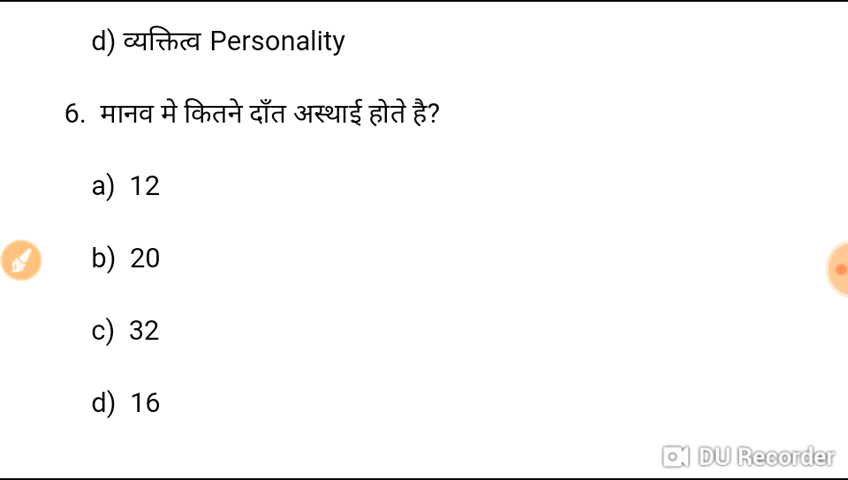 d) व्यक्तित्व Personality
6. मानव मे कितने दाँत अस्थाई होते है?
a) 12
b) 20
c) 32
d) 16
DU Recorder